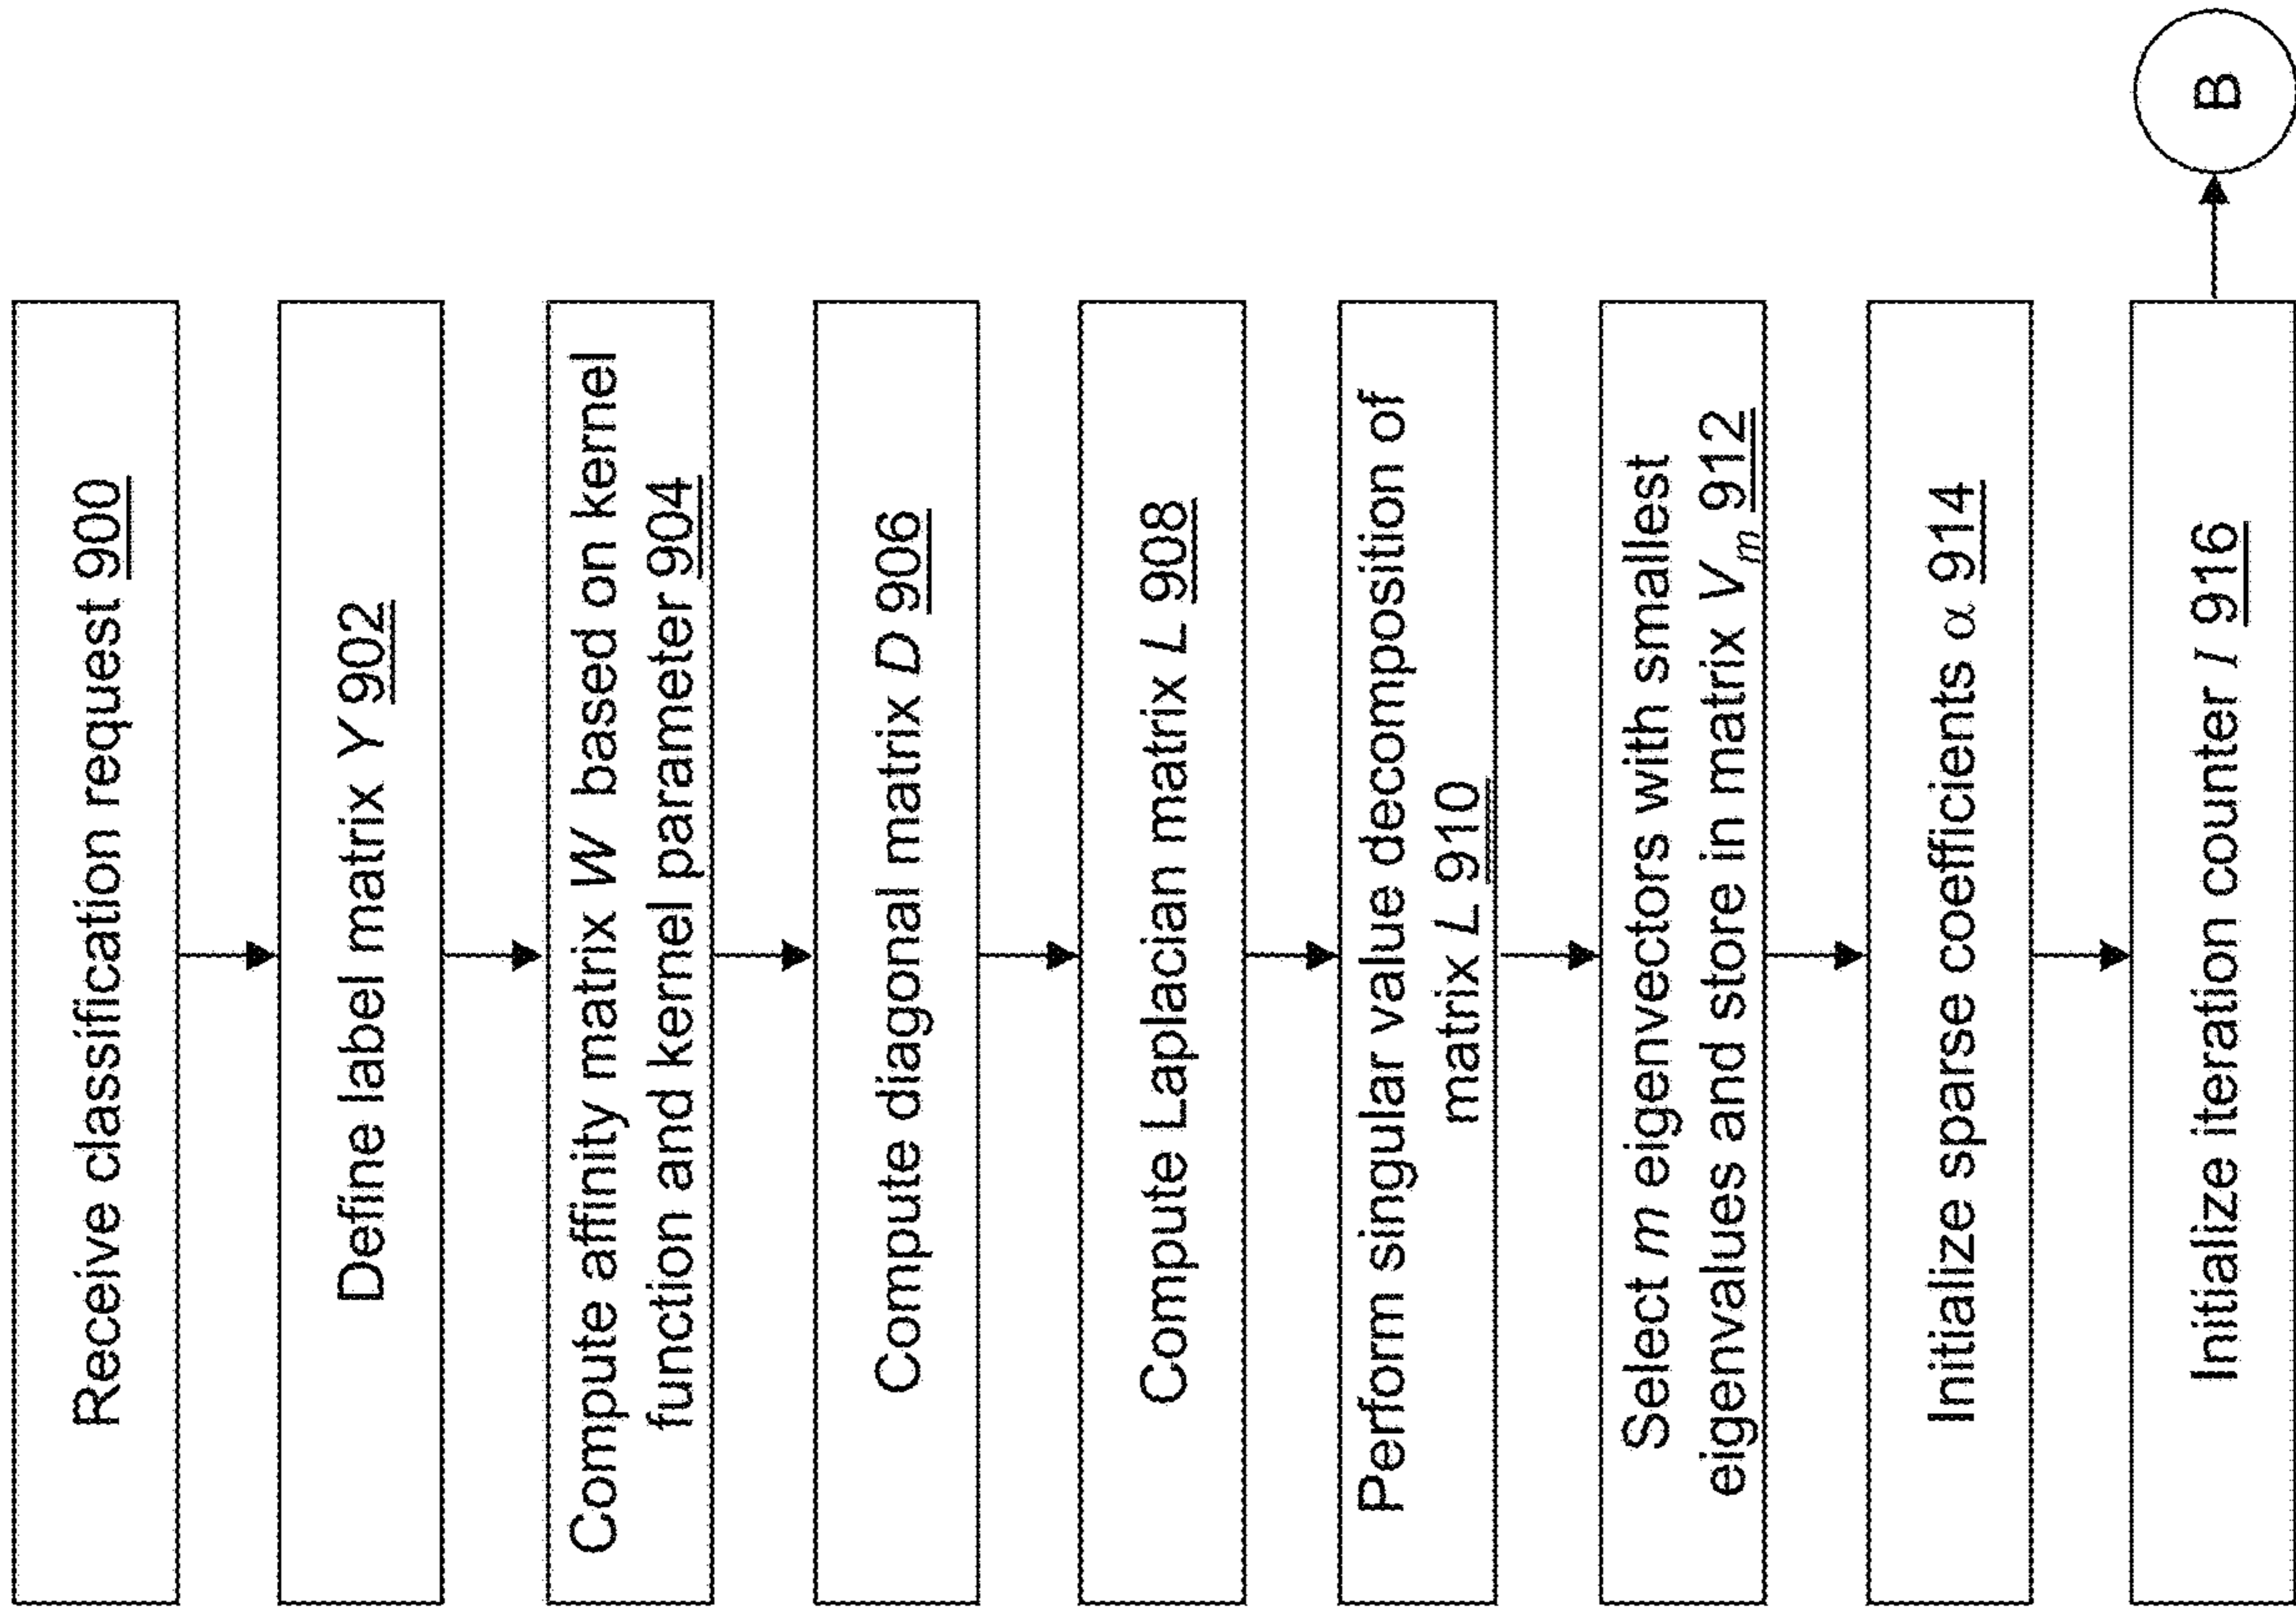 Receive classification request 900
Define label matrix Y 902
Compute affinity matrix W based on kernel
function and kernel parameter 904
Compute diagonal matrix D 906
Compute Laplacian matrix L 908
Perform singular value decomposition of
matrix L 910
Select m eigenvectors with smallest
eigenvalues and store in matrix Vm 912
Initialize sparse coefficients α 914
Initialize iteration counter I 916
B